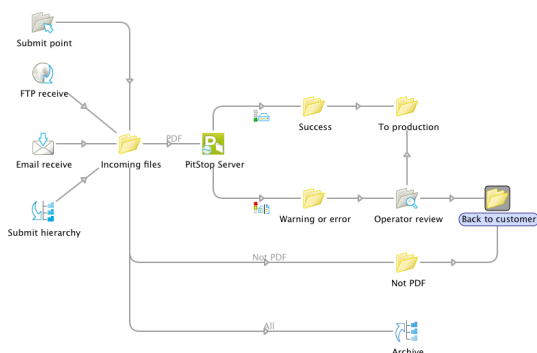 Submit point
FTP receive
PDF
Success
To production
Email receive
Incoming files
PitStop Server
Submit hierarchy
Warning or error
Operator review
Back to customer
Not PDF
Not PDF
All
Archive